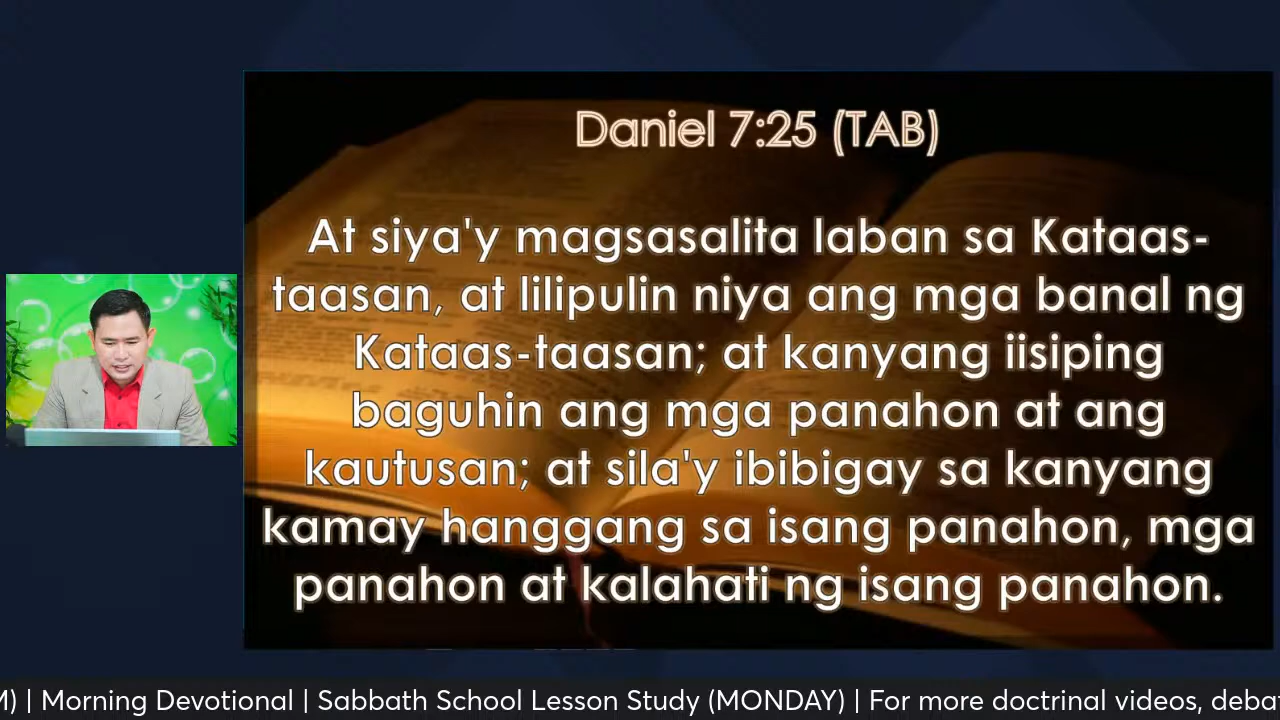 Daniel 7:25 (TAB)
At siya'y magsasalita laban sa Kataas-
taasan, at lilipulin niya ang mga banal ng
Kataas-taasan; at kanyang iisiping
baguhin ang mga panahon at ang
kautusan; at sila'y ibibigay sa kanyang
kamay hanggang sa isang panahon, mga
panahon at kalahati ng isang panahon.
M) | Morning Devotional | Sabbath School Lesson Study (MONDAY) | For more doctrinal videos, deba